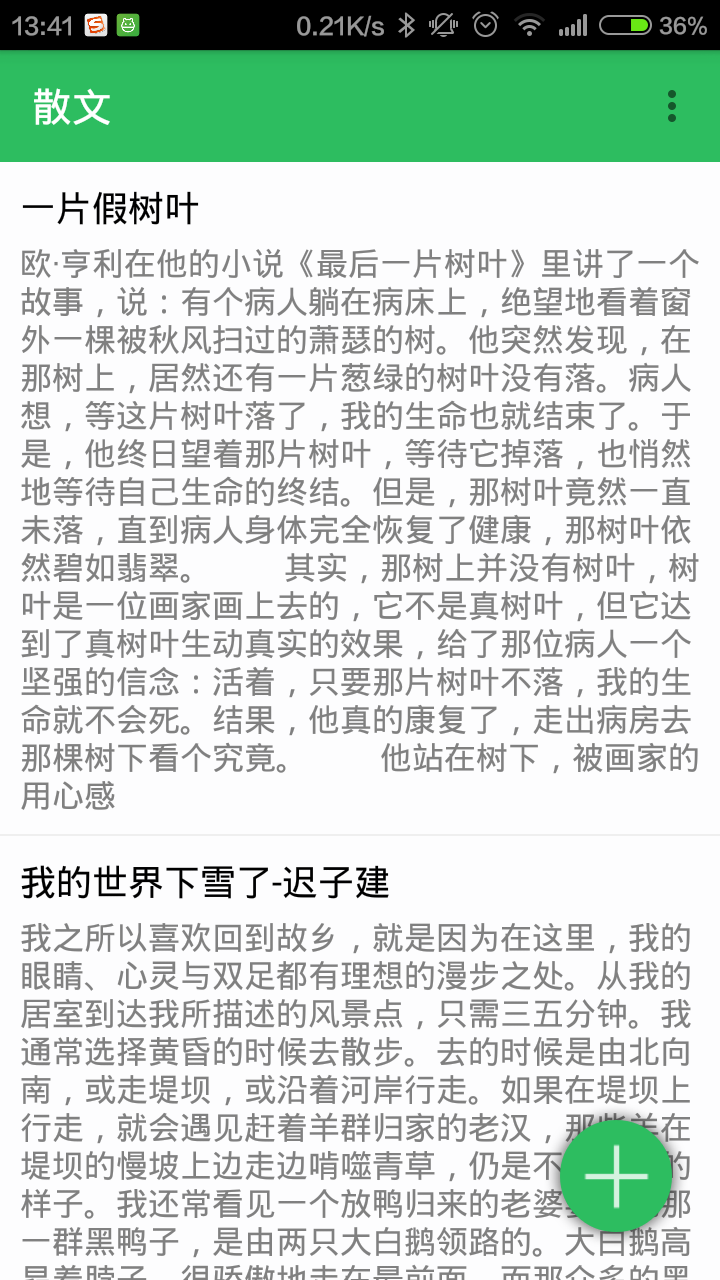 13:41 0.21K/s 36%
散文
一片假树叶
欧·亨利在他的小说《最后一片树叶》里讲了一个
故事，说：有个病人躺在病床上，绝望地看着窗
外一棵被秋风扫过的萧瑟的树。他突然发现，在
那树上，居然还有一片葱绿的树叶没有落。病人
想，等这片树叶落了，我的生命也就结束了。于
是，他终日望着那片树叶，等待它掉落，也悄然
地等待自己生命的终结。但是，那树叶竟然一直
未落，直到病人身体完全恢复了健康，那树叶依
然碧如翡翠。 其实，那树上并没有树叶，树
叶是一位画家画上去的，它不是真树叶，但它达
到了真树叶生动真实的效果，给了那位病人一个
坚强的信念：活着，只要那片树叶不落，我的生
命就不会死。结果，他真的康复了，走出病房去
那棵树下看个究竟。 他站在树下，被画家的
用心感
我的世界下雪了-迟子建
我之所以喜欢回到故乡，就是因为在这里，我的
眼睛、心灵与双足都有理想的漫步之处。从我的
居室到达我所描述的风景点，只需三五分钟。我
通常选择黄昏的时候去散步。去的时候是由北向
南，或走堤坝，或沿着河岸行走。如果在堤坝上
行走，就会遇见赶着羊群归家的老汉，那些羊在
堤坝的慢坡上边走边啃噬青草，仍是不 的
样子。我还常看见一个放鸭归来的老婆 那
一群黑鸭子，是由两只大白鹅领路的。大白鹅高
昂着脖子，很骄傲地走在最前面，而那众多的黑